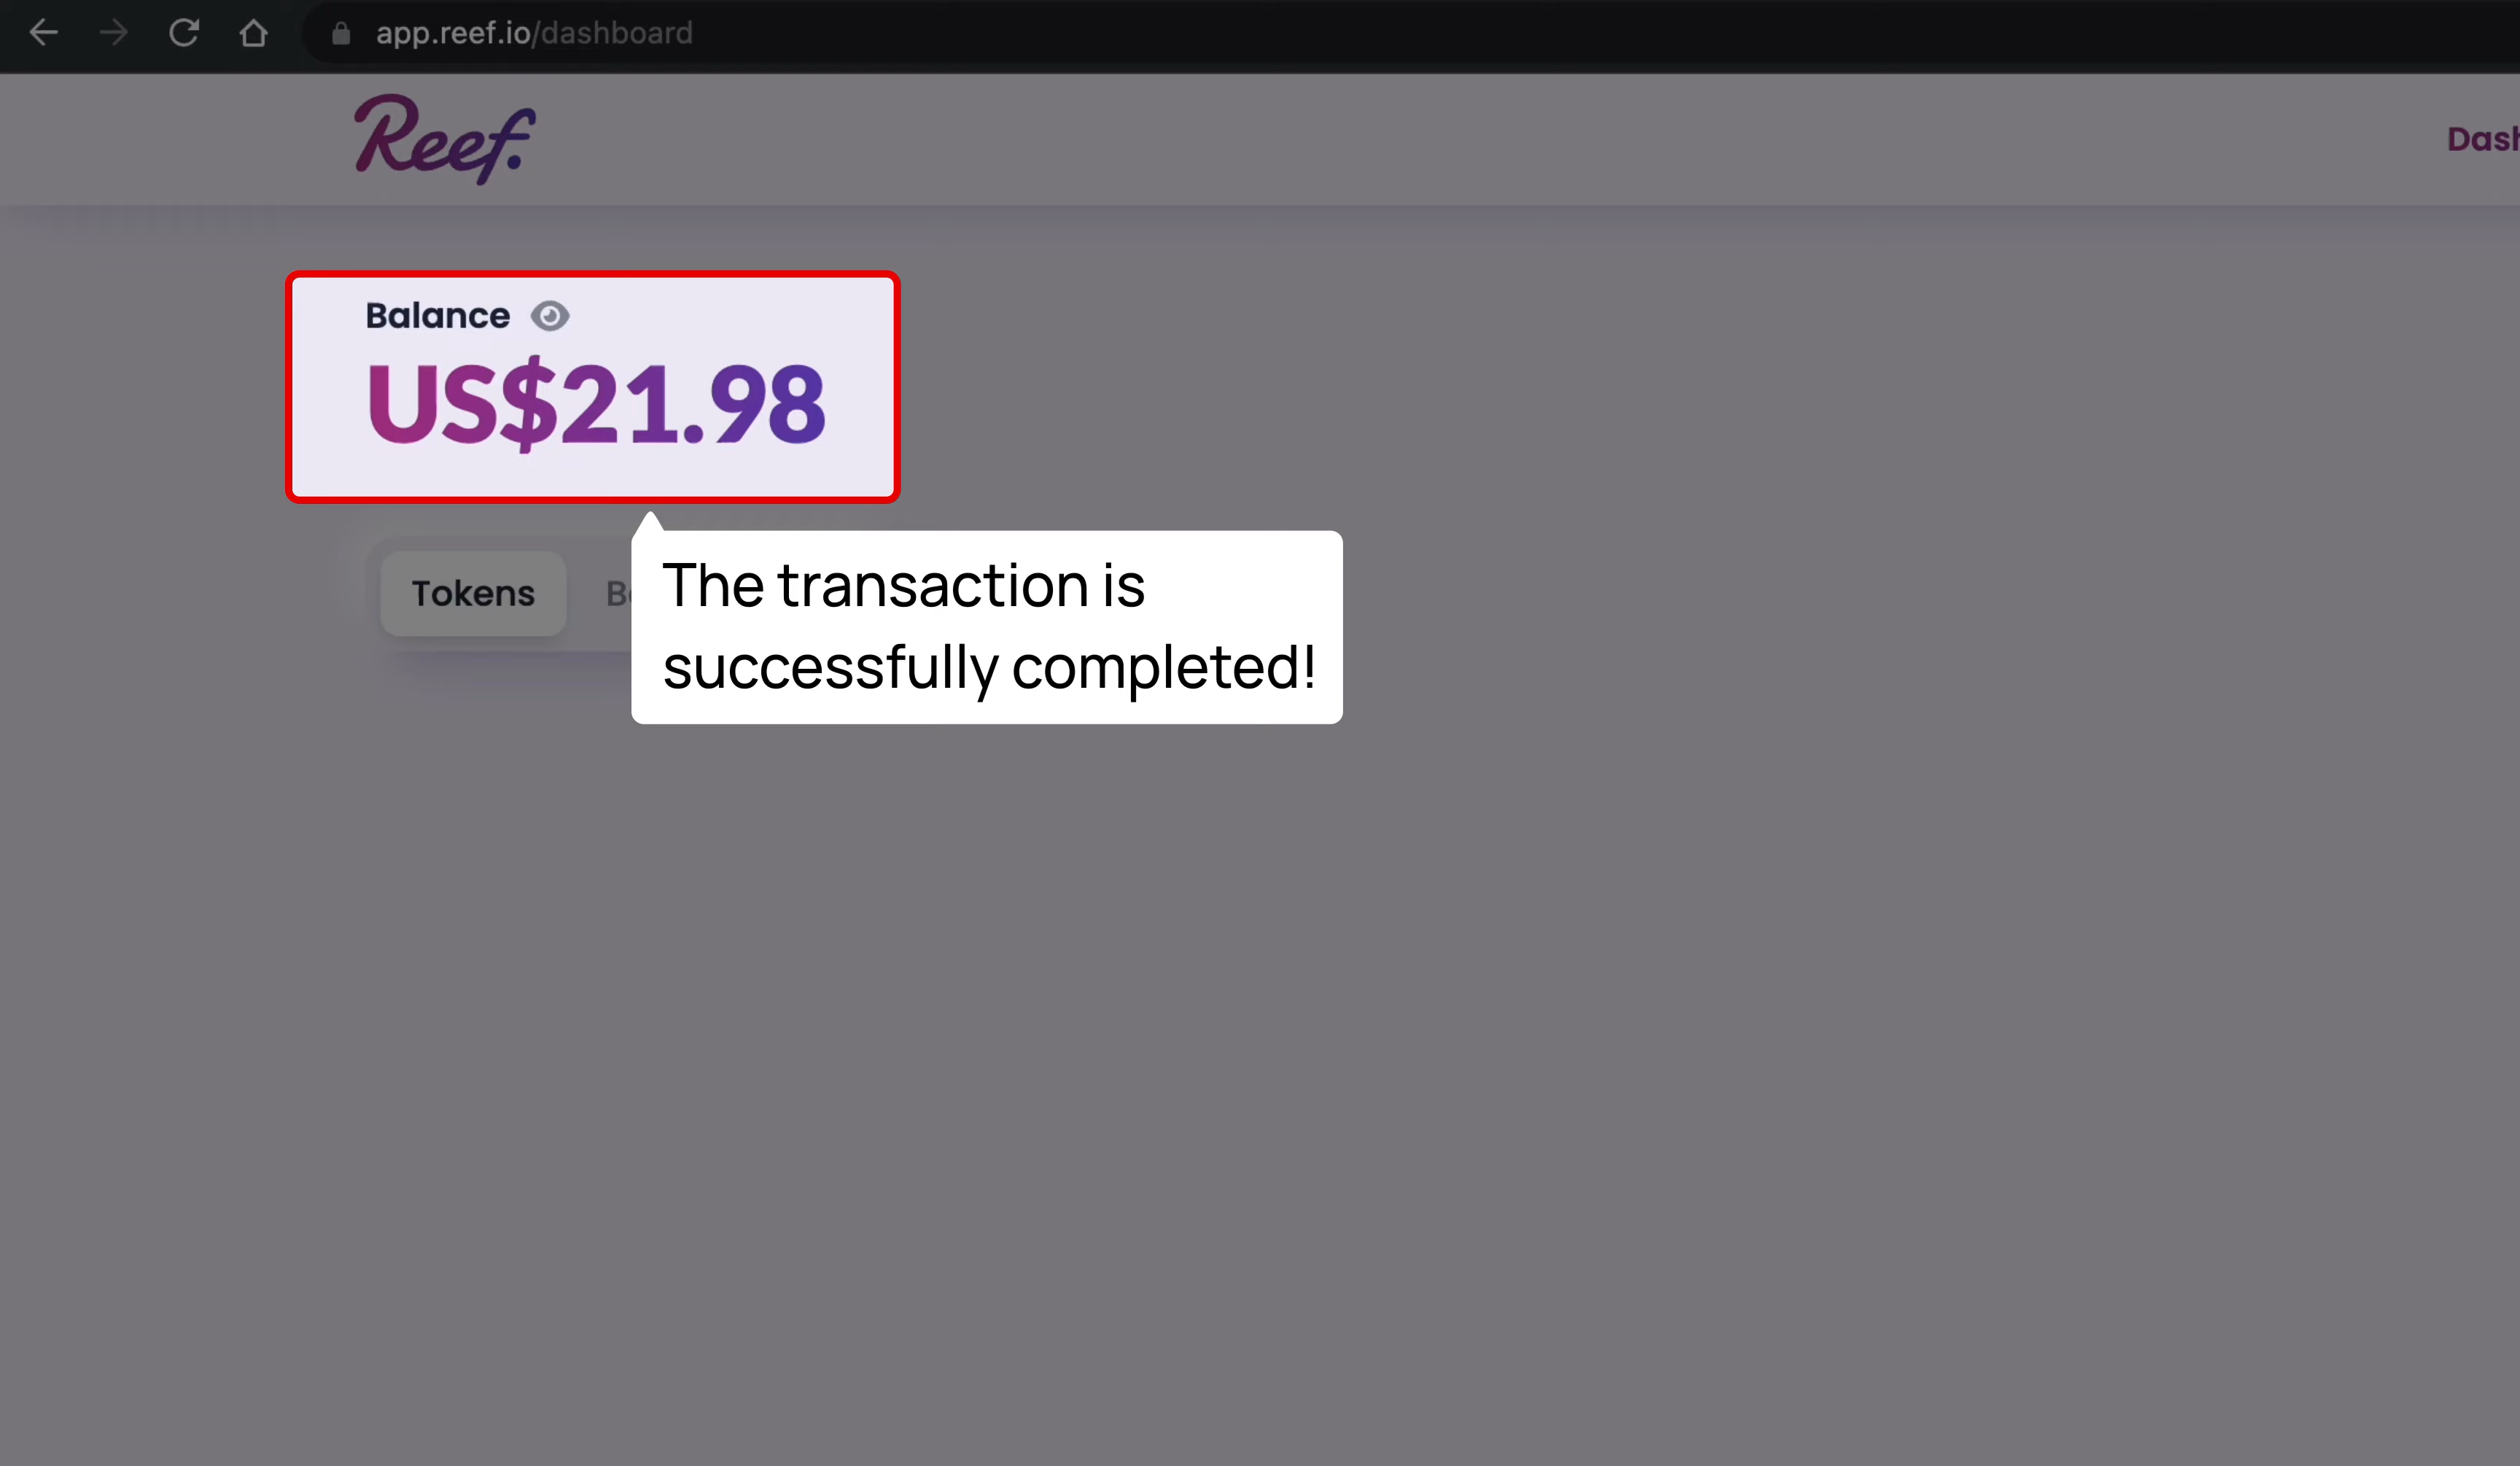 app.reef.io/dashboard
Reef.
Balance
US$21.98
Tokens
The transaction is
successfully completed!